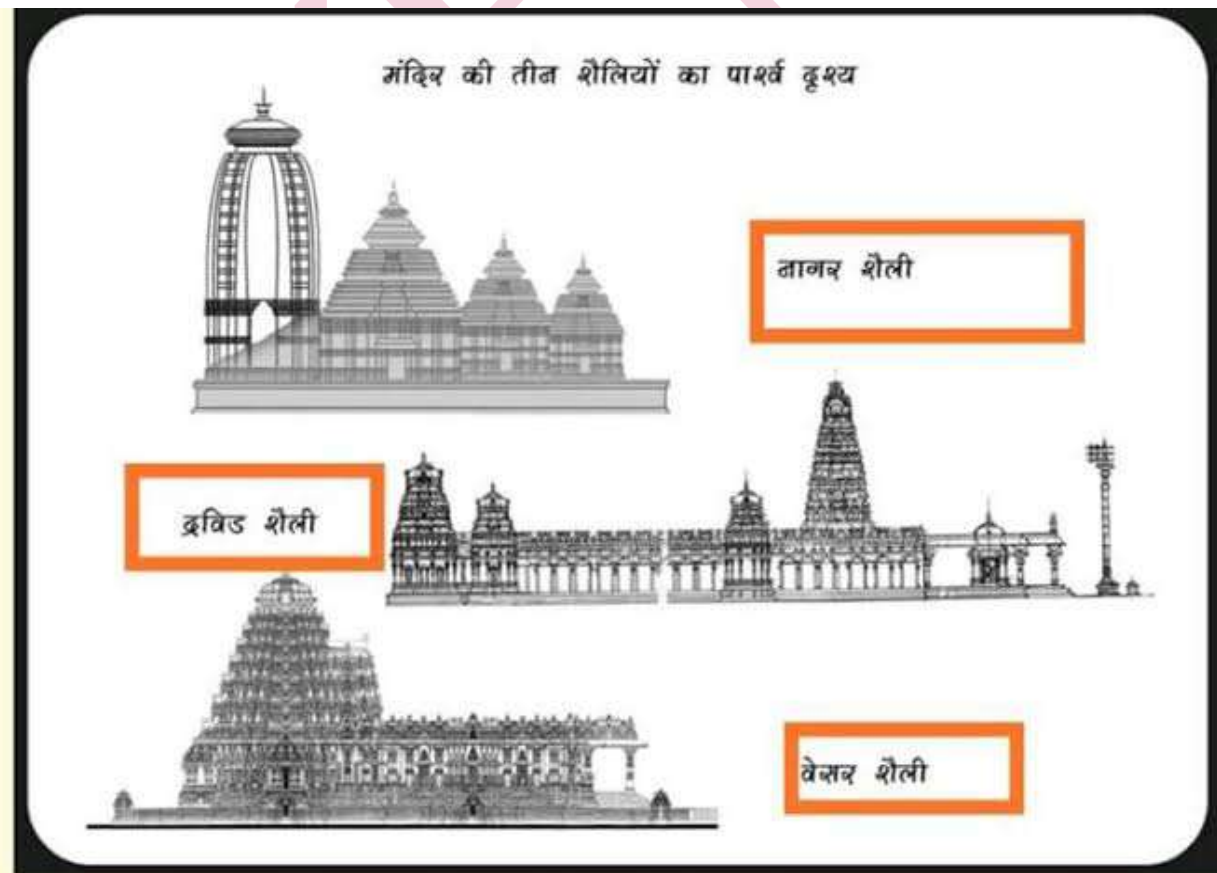 मंदिर की तीन शैलियों का पार्श्व दृश्य
नागर शैली
द्रविड शैली
वेसर शैली